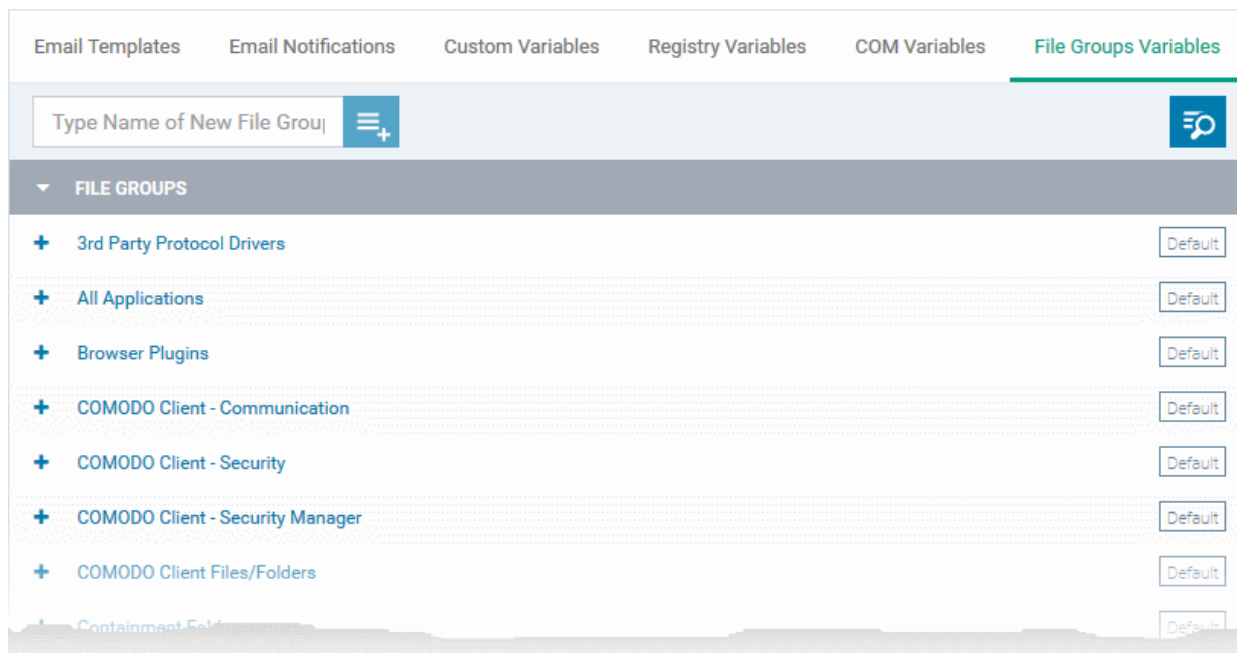 Email Templates Email Notifications Custom Variables Registry Variables COM Variables File Groups Variables
Type Name of New File
FILE GROUPS
3rd Party Protocol Drivers Default
All Applications Default
Browser Plugins Default
COMODO Client - Communication Default
COMODO Client - Security Default
COMODO Client - Security Manager Default
COMODO Client Files/Folders Default
Containment Default